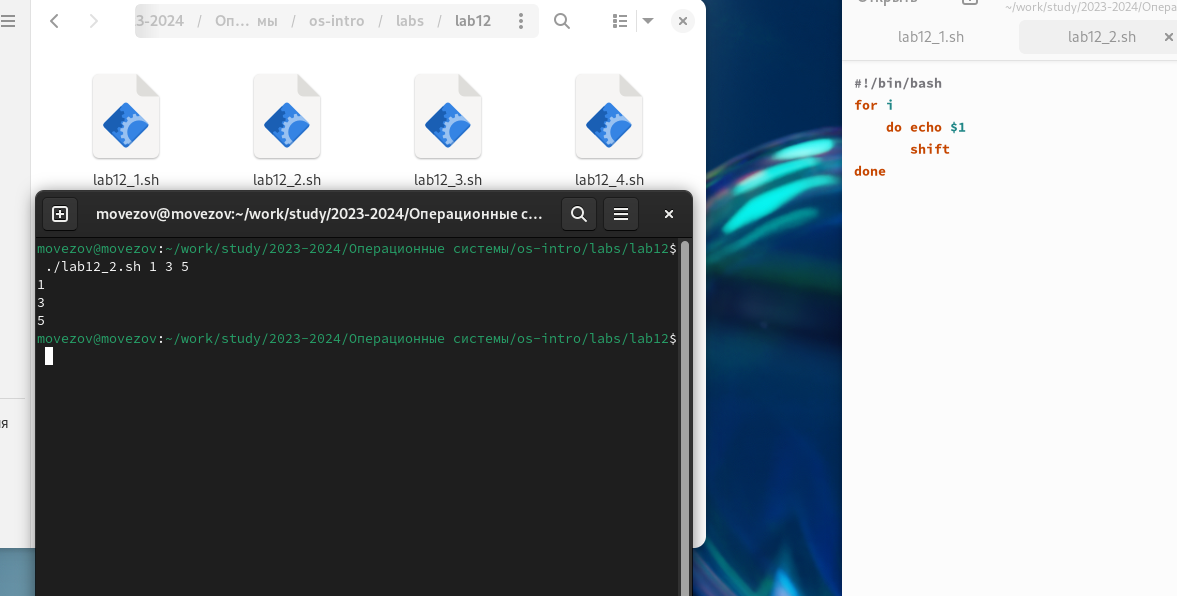 3-2024 / Оп… мы / os-intro / labs / lab12
lab12_1.sh
lab12_2.sh
lab12_3.sh
lab12_4.sh
movezov@movezov:~/work/study/2023-2024/Операционные с…
movezov@movezov:~/work/study/2023-2024/Операционные системы/os-intro/labs/lab12$
./lab12_2.sh 1 3 5
1
3
5
movezov@movezov:~/work/study/2023-2024/Операционные системы/os-intro/labs/lab12$
ия
Открыть
~/work/study/2023-2024/Опера
lab12_1.sh
lab12_2.sh
#!/bin/bash
for i
do echo $1
shift
done